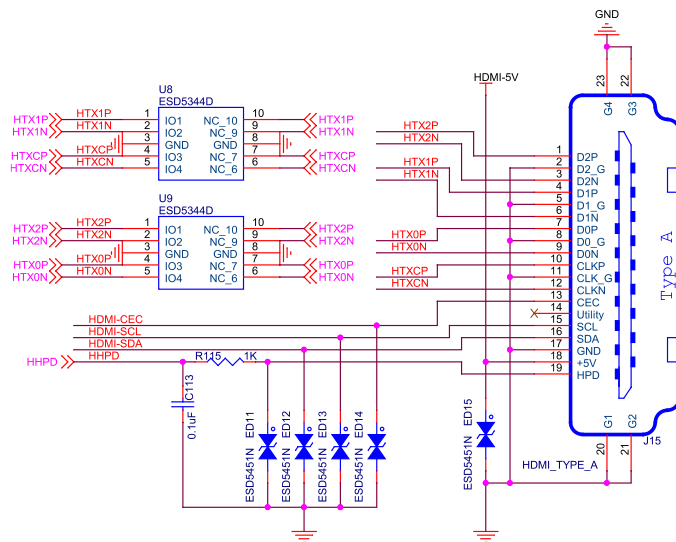 GND
HDMI-5V
23 22
G4 G3
U8
ESD5344D
HTX1P HTX1P 1 IO1 NC_10 10 HTX1P
HTX1N HTX1N 2 IO2 NC_9 9 HTX1N
3 GND GND 8
HTXCP HTXCP 4 IO3 NC_7 7 HTXCP
HTXCN HTXCN 5 IO4 NC_6 6 HTXCN
U9
ESD5344D
HTX2P HTX2P 1 IO1 NC_10 10 HTX2P
HTX2N HTX2N 2 IO2 NC_9 9 HTX2N
3 GND GND 8
HTX0P HTX0P 4 IO3 NC_7 7 HTX0P
HTX0N HTX0N 5 IO4 NC_6 6 HTX0N
HTX2P
HTX2N
HTX1P
HTX1N
HTX0P
HTX0N
HTXCP
HTXCN
1 D2P
2 D2_G
3 D2N
4 D1P
5 D1_G
6 D1N
7 D0P
8 D0_G
9 D0N
10 CLKP
11 CLK_G
12 CLKN
13 CEC
14 Utility
15 SCL
16 SDA
17 GND
18 +5V
19 HPD
Type A
HDMI-CEC
HDMI-SCL
HDMI-SDA
HHPD HHPD
R115 1K
C113
0.1uF
ESD5451N ED11
ESD5451N ED12
ESD5451N ED13
ESD5451N ED14
ESD5451N ED15
G1 G2
20 21
J15
HDMI_TYPE_A